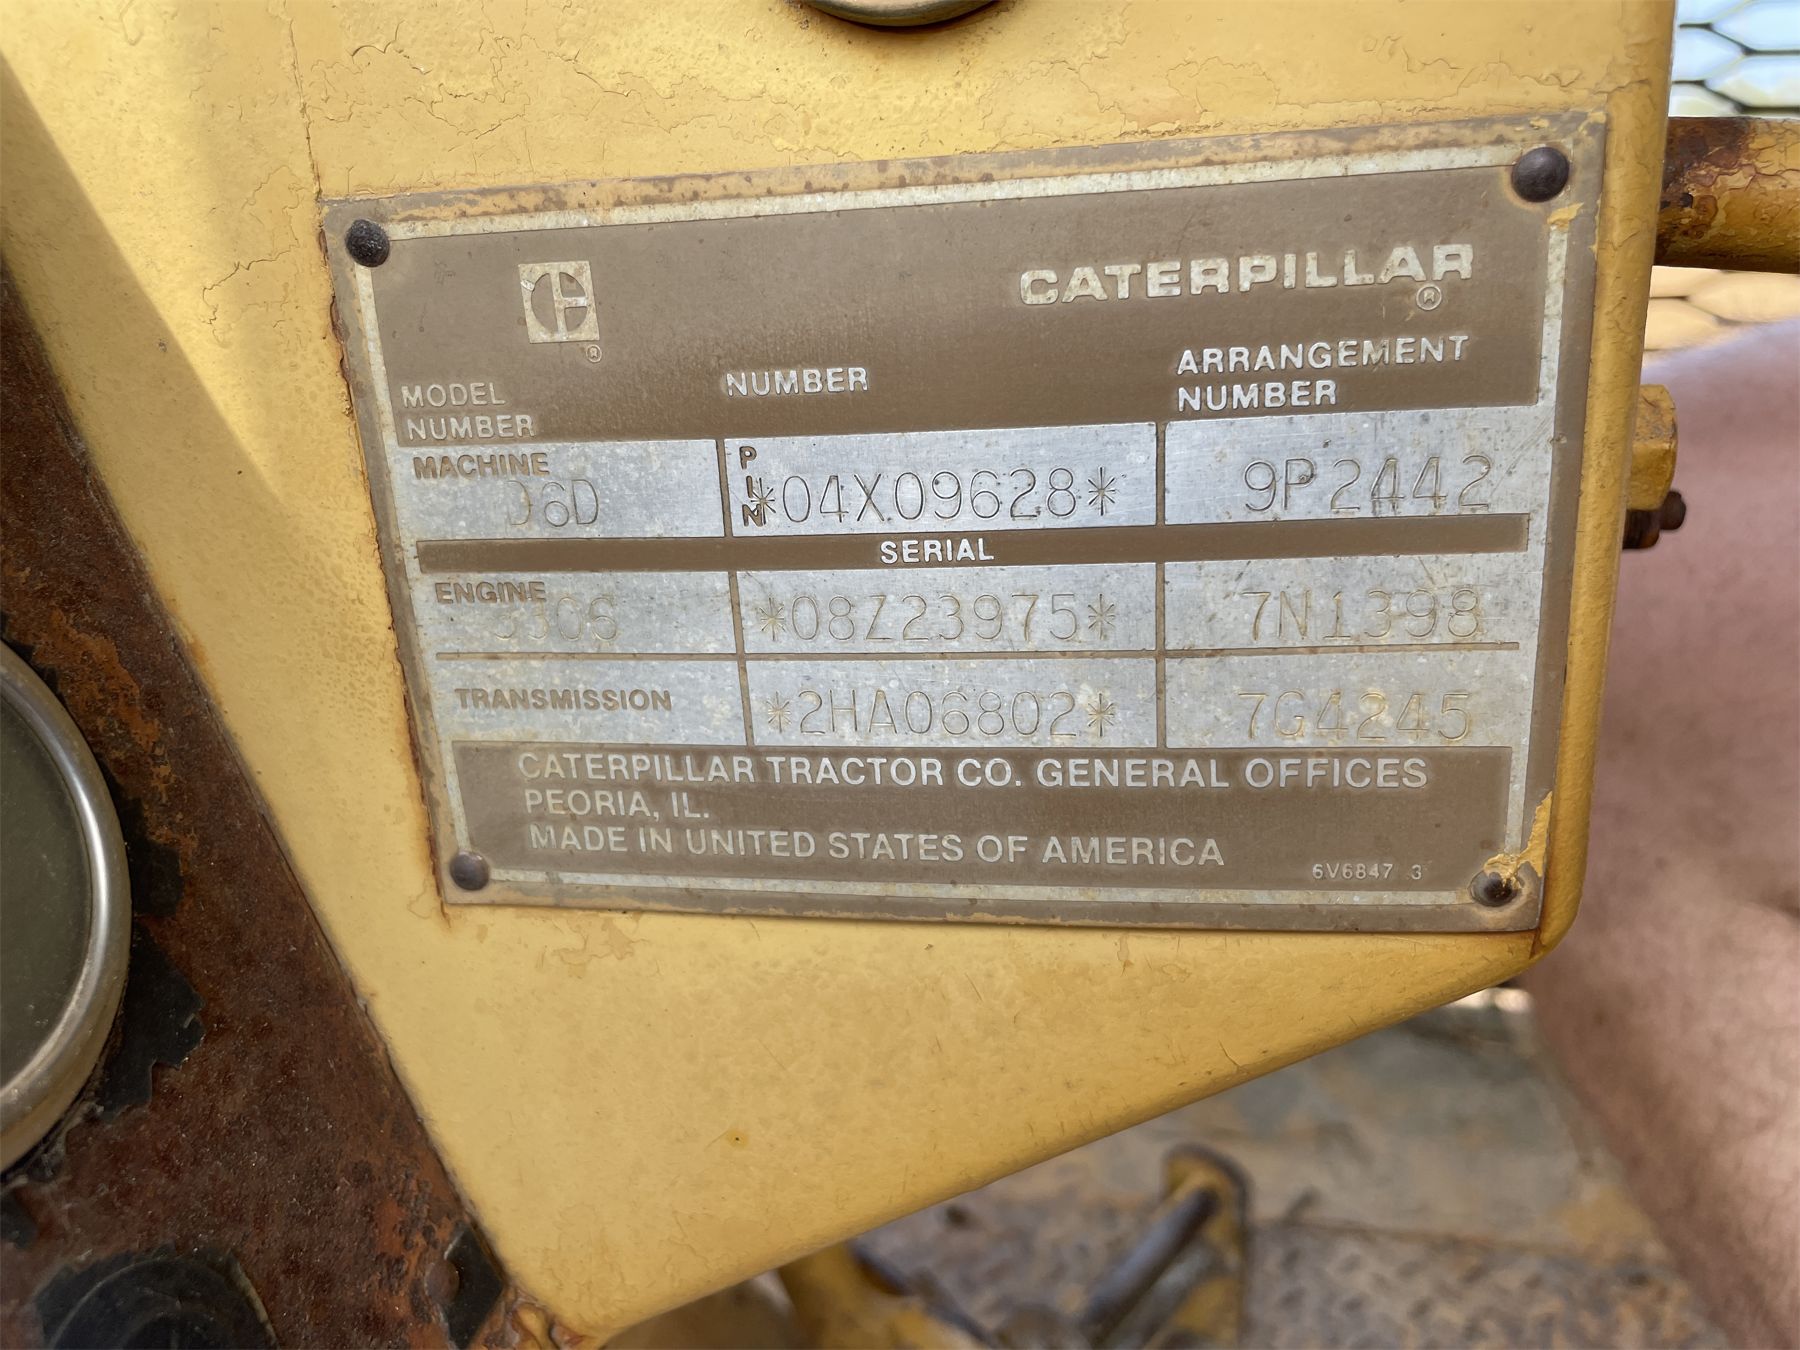 CE
®
CATERPILLAR
®
MODEL NUMBER
NUMBER
ARRANGEMENT NUMBER
MACHINE
D6D
PIN
*04X09628*
9P2442
SERIAL
ENGINE
3306
*08Z23975*
7N1398
TRANSMISSION
*2HA06802*
7G4245
CATERPILLAR TRACTOR CO. GENERAL OFFICES
PEORIA, IL.
MADE IN UNITED STATES OF AMERICA
6V6847 3